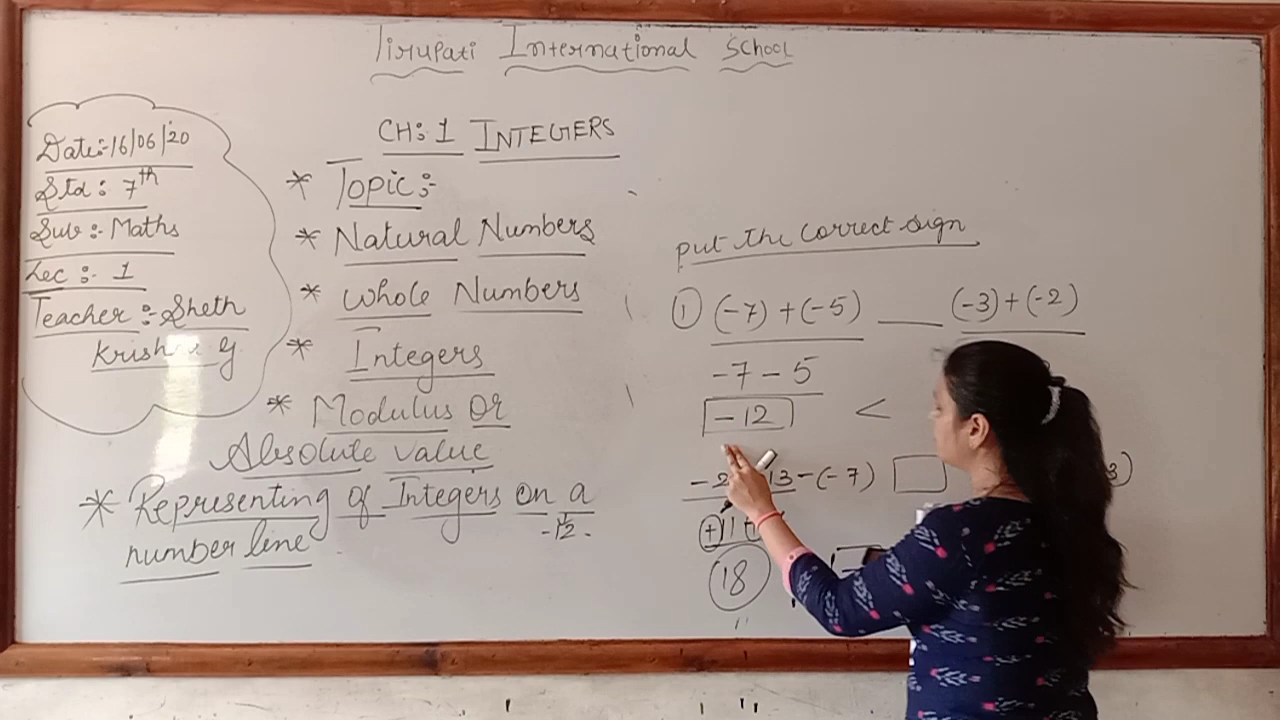 Tirupati International School
Date:-16/06/20
Std : 7th
Sub :- Maths
Lec :- 1
Teacher : Sheth
CH: 1 INTEGERS
* Topic :-
* Natural Numbers
* Whole Numbers
* Integers
* Modulus or
Absolute value
* Representing of Integers on a
number line
-12.
put the correct sign
① (-7) + (-5) ___ (-3) + (-2)
-7 - 5
-12 <
13 - (-7) □
18